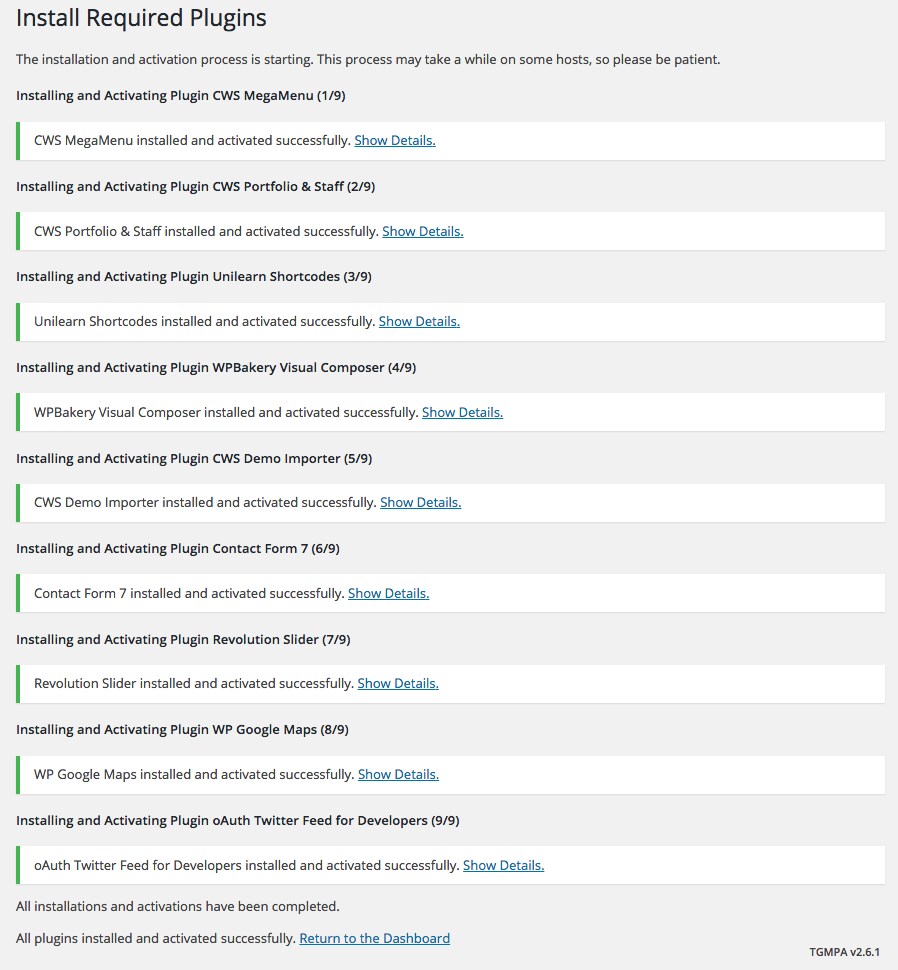 Install Required Plugins
The installation and activation process is starting. This process may take a while on some hosts, so please be patient.
Installing and Activating Plugin CWS MegaMenu (1/9)
CWS MegaMenu installed and activated successfully. Show Details.
Installing and Activating Plugin CWS Portfolio & Staff (2/9)
CWS Portfolio & Staff installed and activated successfully. Show Details.
Installing and Activating Plugin Unilearn Shortcodes (3/9)
Unilearn Shortcodes installed and activated successfully. Show Details.
Installing and Activating Plugin WPBakery Visual Composer (4/9)
WPBakery Visual Composer installed and activated successfully. Show Details.
Installing and Activating Plugin CWS Demo Importer (5/9)
CWS Demo Importer installed and activated successfully. Show Details.
Installing and Activating Plugin Contact Form 7 (6/9)
Contact Form 7 installed and activated successfully. Show Details.
Installing and Activating Plugin Revolution Slider (7/9)
Revolution Slider installed and activated successfully. Show Details.
Installing and Activating Plugin WP Google Maps (8/9)
WP Google Maps installed and activated successfully. Show Details.
Installing and Activating Plugin oAuth Twitter Feed for Developers (9/9)
oAuth Twitter Feed for Developers installed and activated successfully. Show Details.
All installations and activations have been completed.
All plugins installed and activated successfully. Return to the Dashboard
TGMPA v2.6.1